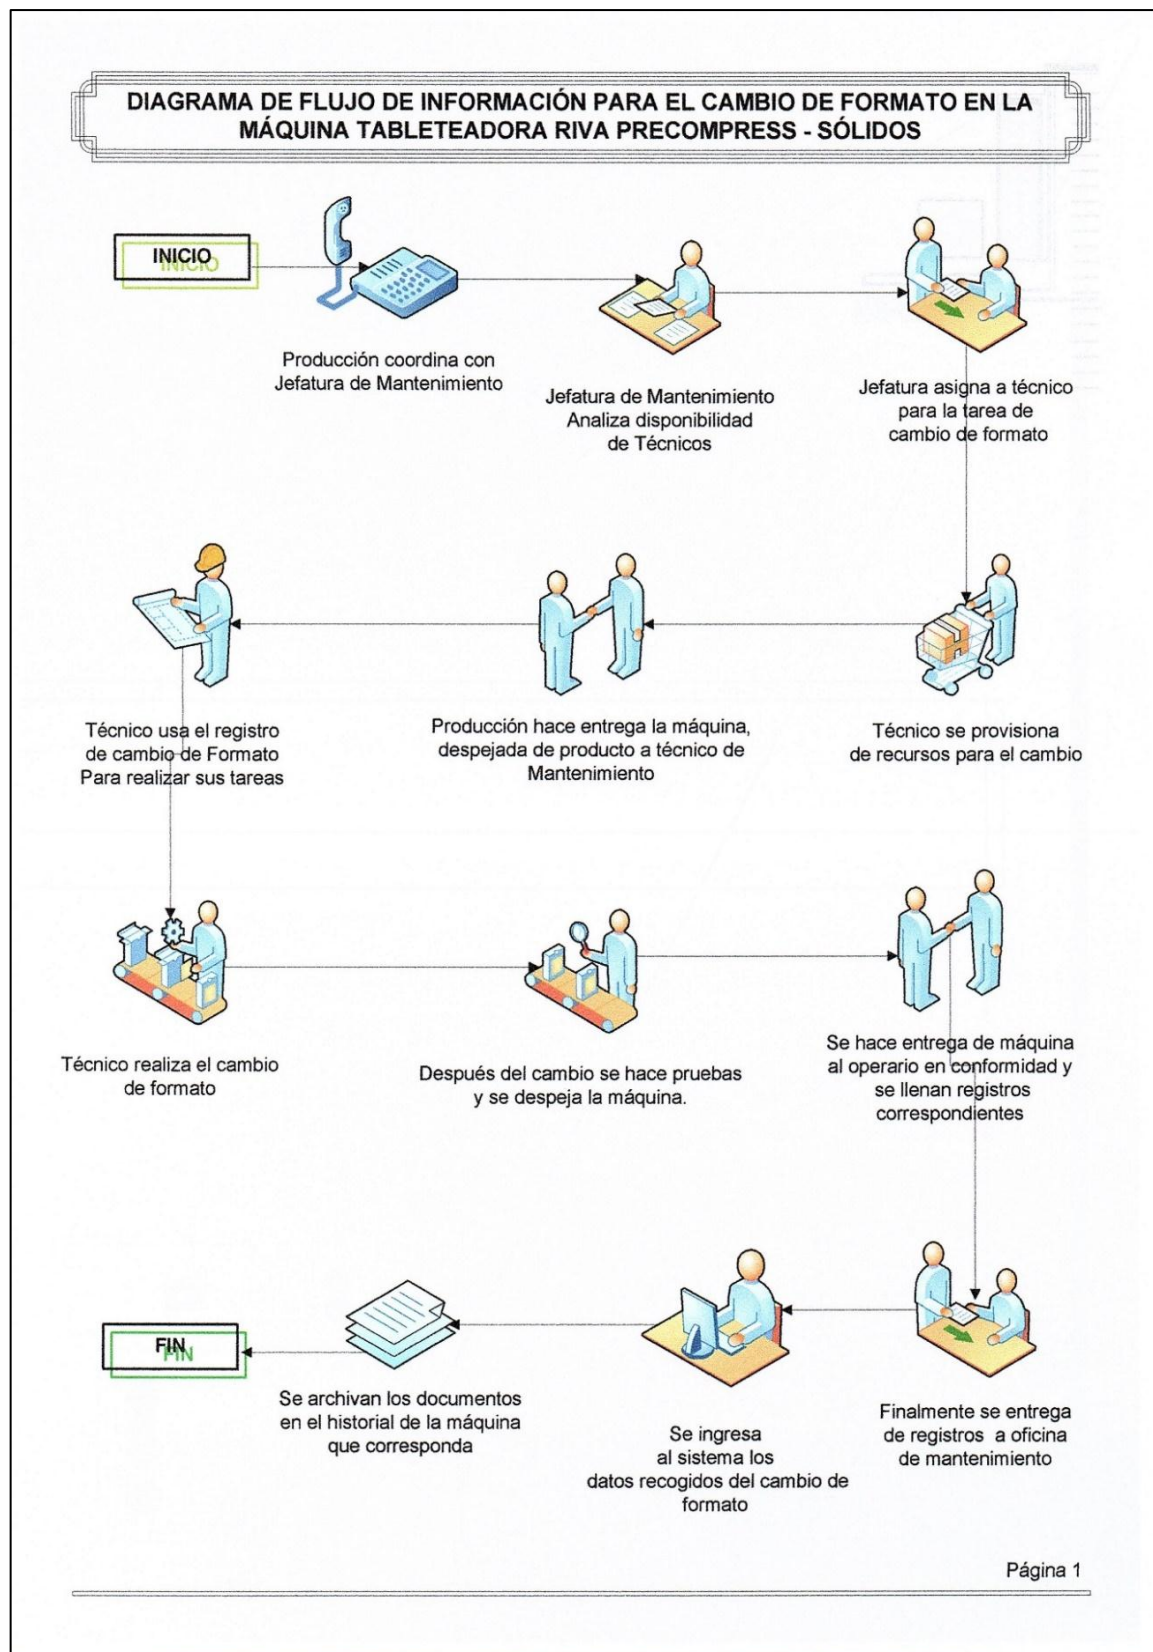 DIAGRAMA DE FLUJO DE INFORMACIÓN PARA EL CAMBIO DE FORMATO EN LA
MÁQUINA TABLETEADORA RIVA PRECOMPRESS - SÓLIDOS
INICIO
INICIO
Producción coordina con
Jefatura de Mantenimiento
Jefatura de Mantenimiento
Analiza disponibilidad
de Técnicos
Jefatura asigna a técnico
para la tarea de
cambio de formato
Técnico usa el registro
de cambio de Formato
Para realizar sus tareas
Producción hace entrega la máquina,
despejada de producto a técnico de
Mantenimiento
Técnico se provisiona
de recursos para el cambio
Técnico realiza el cambio
de formato
Después del cambio se hace pruebas
y se despeja la máquina.
Se hace entrega de máquina
al operario en conformidad y
se llenan registros
correspondientes
FIN
FIN
Se archivan los documentos
en el historial de la máquina
que corresponda
Se ingresa
al sistema los
datos recogidos del cambio de
formato
Finalmente se entrega
de registros a oficina
de mantenimiento
Página 1